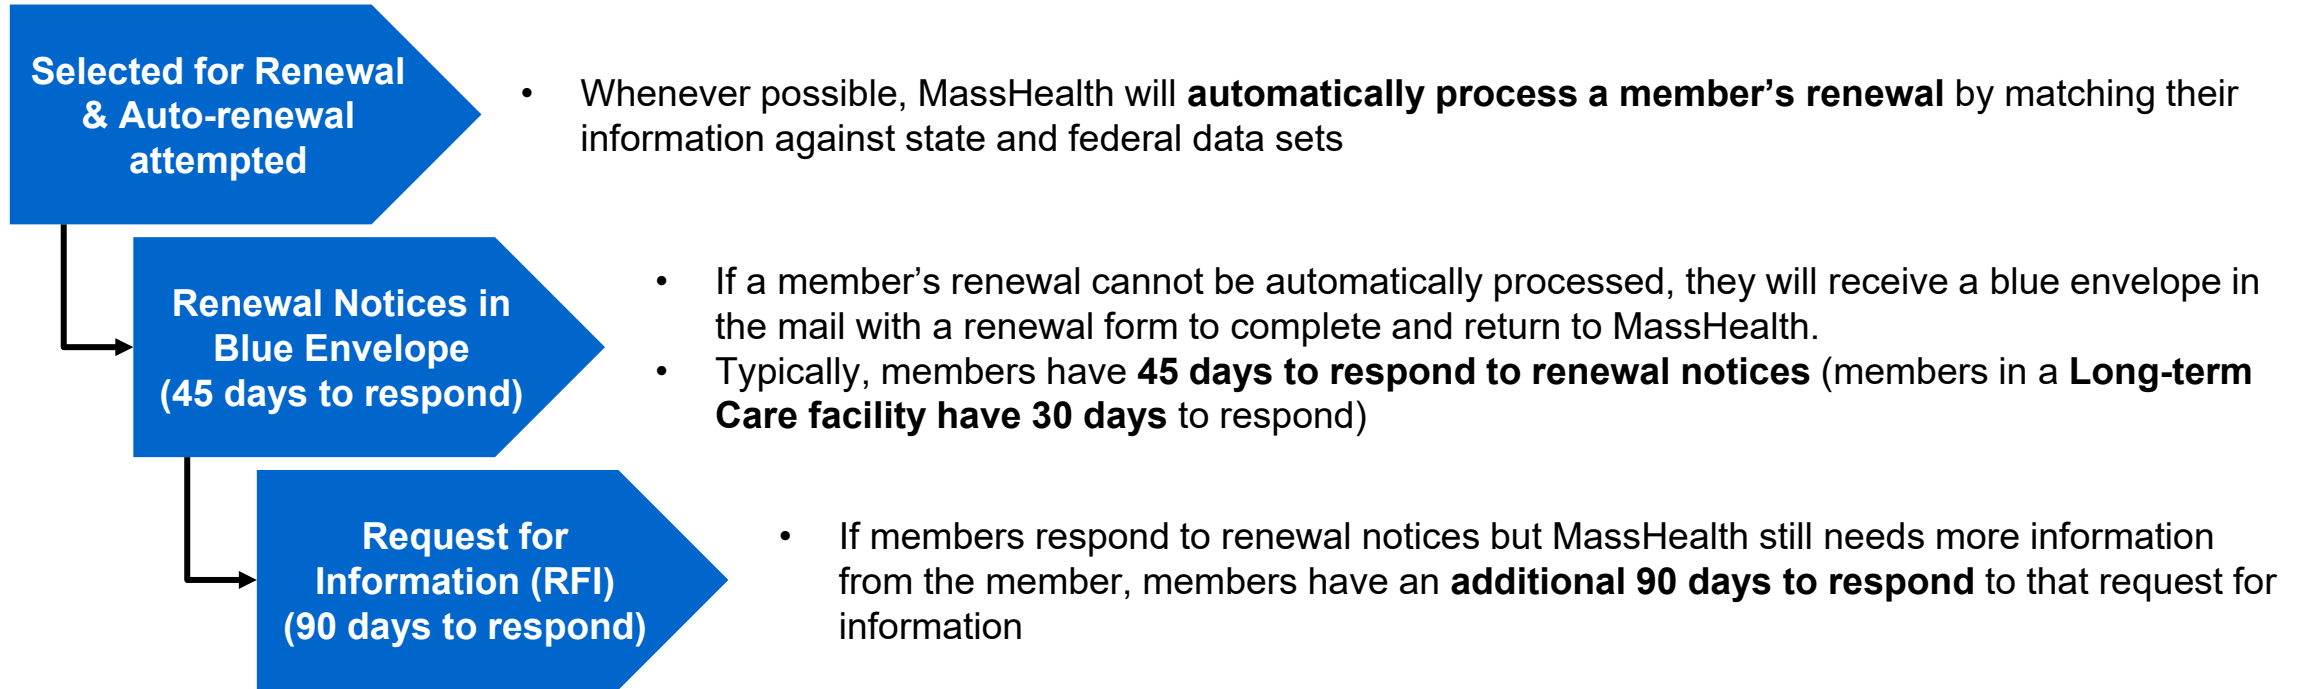 Selected for Renewal
& Auto-renewal
attempted
• Whenever possible, MassHealth will automatically process a member’s renewal by matching their
information against state and federal data sets
Renewal Notices in
Blue Envelope
(45 days to respond)
• If a member’s renewal cannot be automatically processed, they will receive a blue envelope in
the mail with a renewal form to complete and return to MassHealth.
• Typically, members have 45 days to respond to renewal notices (members in a Long-term
Care facility have 30 days to respond)
Request for
Information (RFI)
(90 days to respond)
• If members respond to renewal notices but MassHealth still needs more information
from the member, members have an additional 90 days to respond to that request for
information